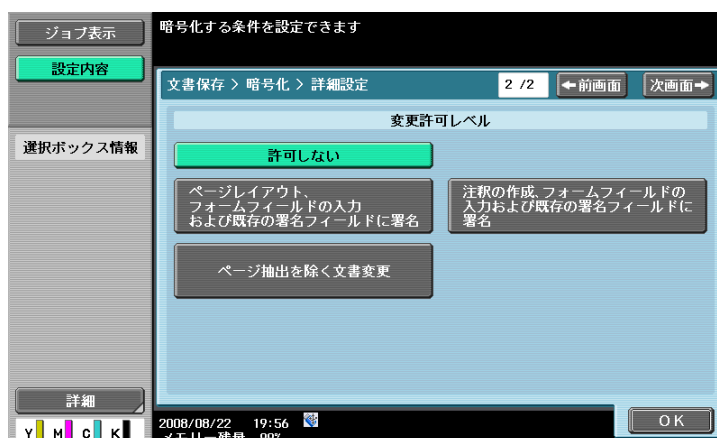 ジョブ表示
設定内容
選択ボックス情報
詳細
Y M C K
暗号化する条件を設定できます
文書保存 > 暗号化 > 詳細設定
2 /2
←前画面
次画面→
変更許可レベル
許可しない
ページレイアウト、
フォームフィールドの入力
および既存の署名フィールドに署名
注釈の作成、フォームフィールドの
入力および既存の署名フィールドに
署名
ページ抽出を除く文書変更
2008/08/22 19:56
メモリー残量 99%
OK